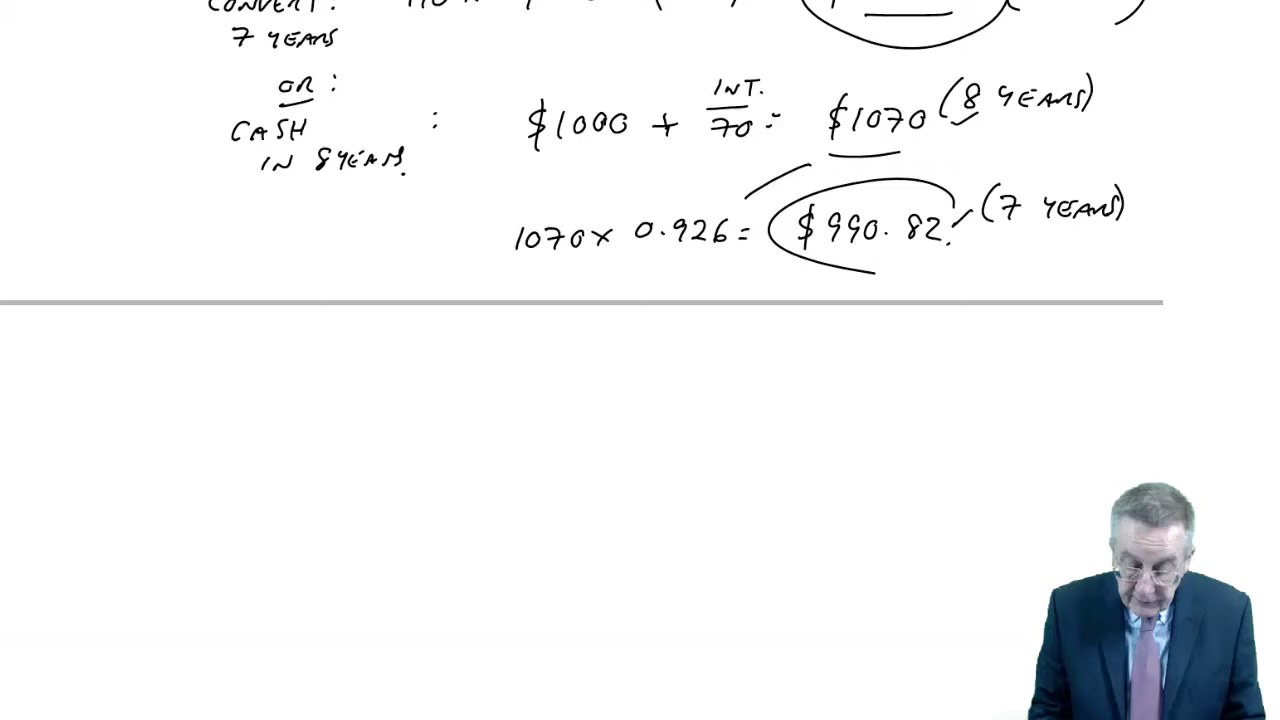 CONVERT:
7 YEARS
OR:
CASH : $1000 + INT. 70 = $1070 (8 YEARS)
IN 8 YEARS.
1070 x 0.926 = $990.82. (7 YEARS)